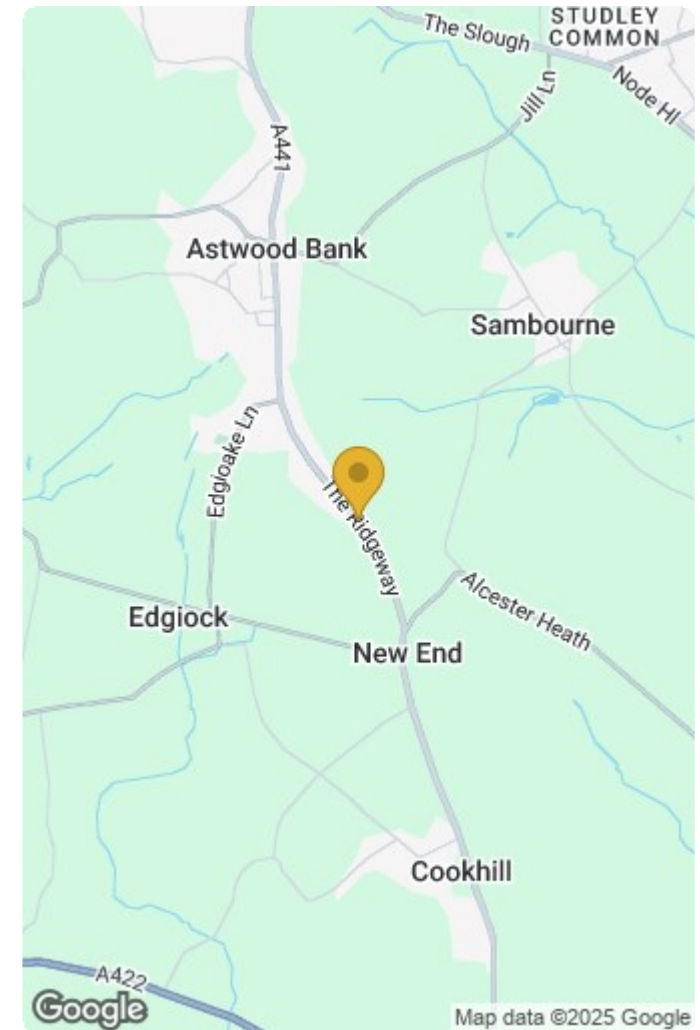 STUDLEY
COMMON
The Slough
Node Hl
Jill Ln
A441
Astwood Bank
Sambourne
Edgioake Ln
The Ridgeway
Alcester Heath
Edgiock
New End
Cookhill
A422
Google
Map data ©2025 Google